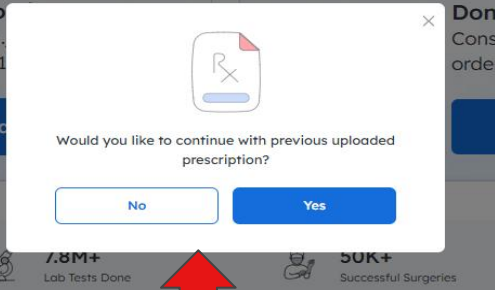 Don
Cons
orde
Rx
Would you like to continue with previous uploaded
prescription?
No
Yes
7.8M+
Lab Tests Done
50K+
Successful Surgeries